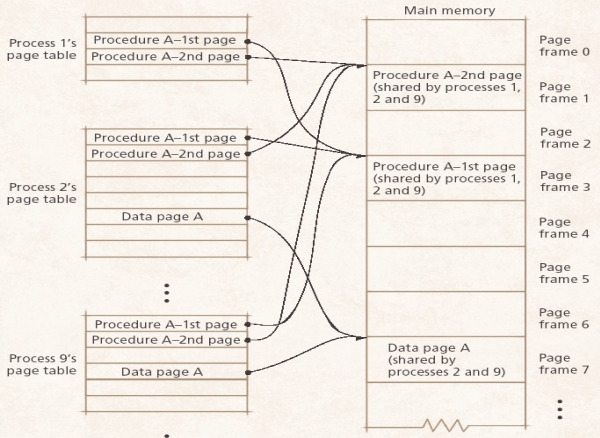 Main memory
Process 1's
page table
Procedure A–1st page
Procedure A–2nd page
Process 2's
page table
Procedure A–1st page
Procedure A–2nd page
Data page A
Process 9's
page table
Procedure A–1st page
Procedure A–2nd page
Data page A
Procedure A–2nd page
(shared by processes 1,
2 and 9)
Procedure A–1st page
(shared by processes 1,
2 and 9)
Data page A
(shared by
processes 2 and 9)
Page
frame 0
Page
frame 1
Page
frame 2
Page
frame 3
Page
frame 4
Page
frame 5
Page
frame 6
Page
frame 7